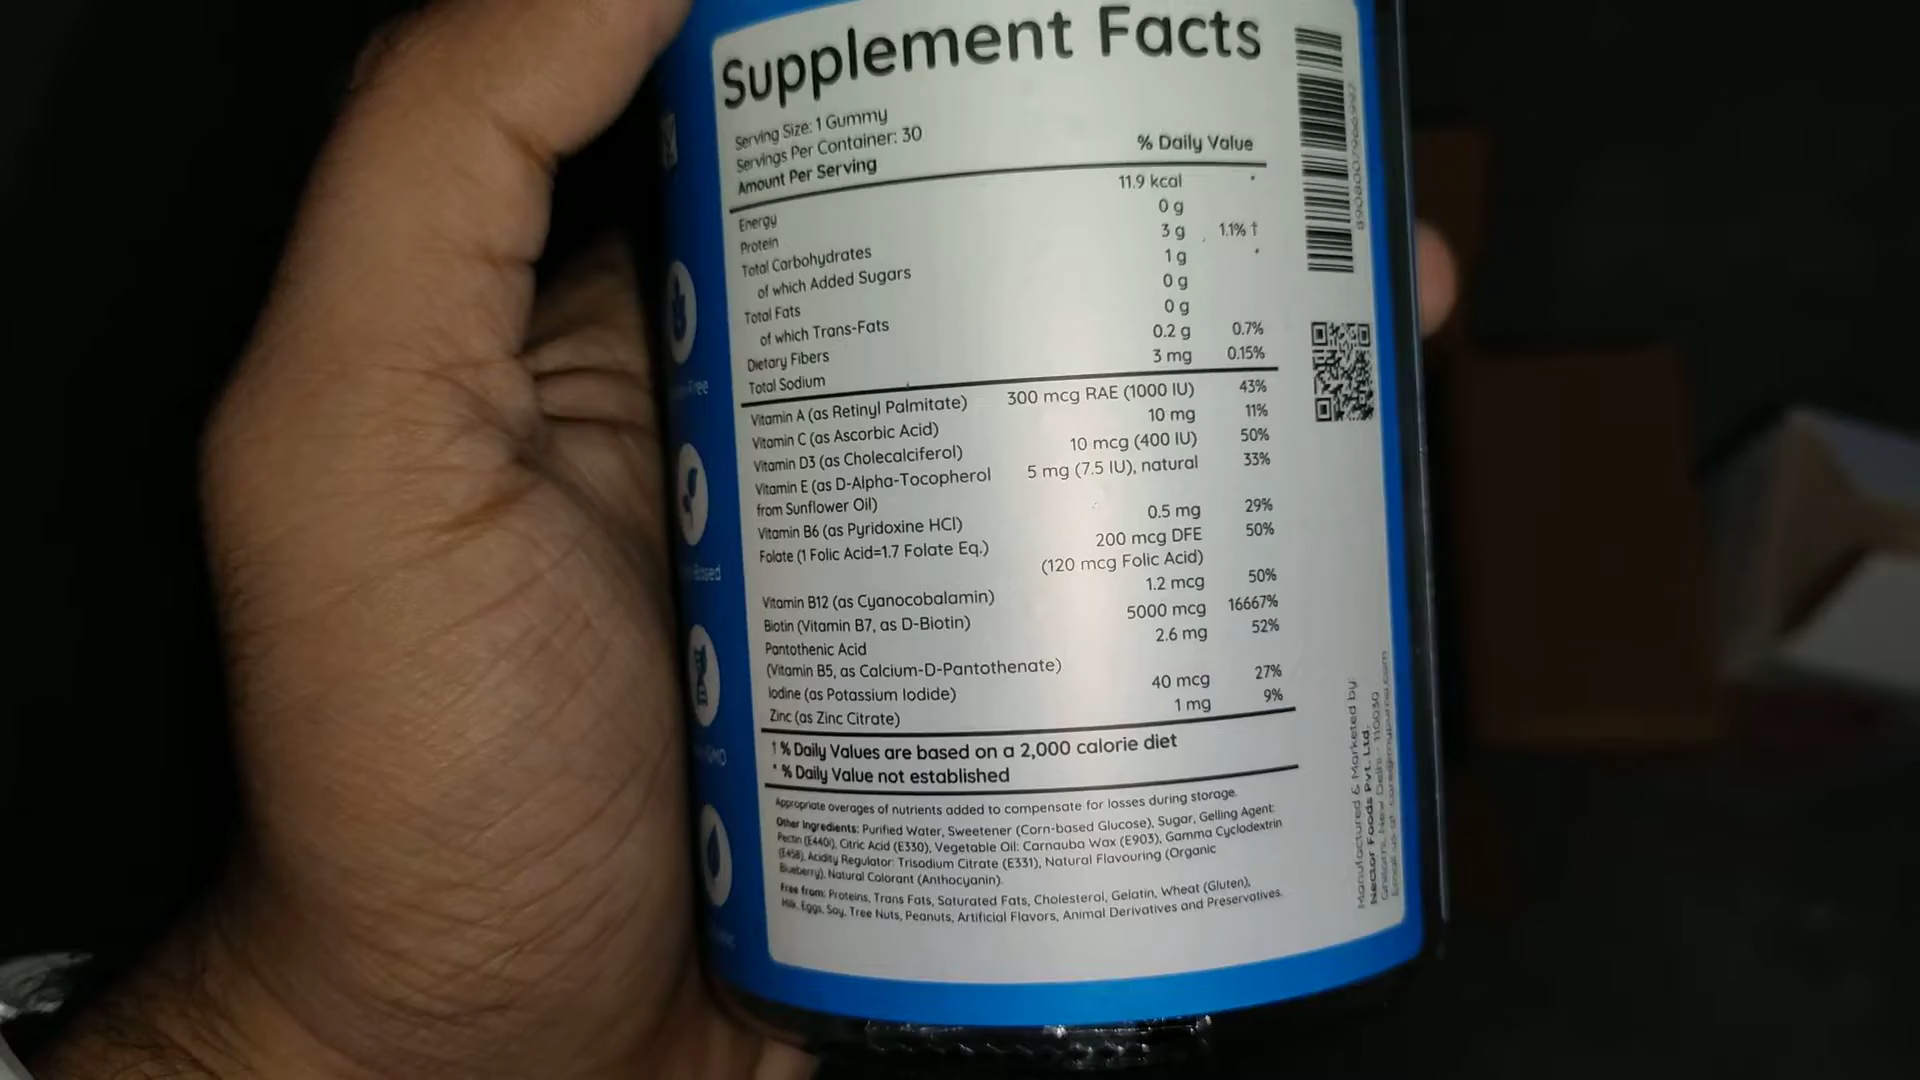 Supplement Facts
Serving Size: 1 Gummy
Servings Per Container: 30
Amount Per Serving % Daily Value
Energy 11.9 kcal *
Protein 0 g
Total Carbohydrates 3 g 1.1% †
of which Added Sugars 1 g *
Total Fats 0 g
of which Trans-Fats 0 g
Dietary Fibers 0.2 g 0.7%
Total Sodium 3 mg 0.15%
Vitamin A (as Retinyl Palmitate) 300 mcg RAE (1000 IU) 43%
Vitamin C (as Ascorbic Acid) 10 mg 11%
Vitamin D3 (as Cholecalciferol) 10 mcg (400 IU) 50%
Vitamin E (as D-Alpha-Tocopherol 5 mg (7.5 IU), natural 33%
from Sunflower Oil)
Vitamin B6 (as Pyridoxine HCl) 0.5 mg 29%
Folate (1 Folic Acid=1.7 Folate Eq.) 200 mcg DFE 50%
(120 mcg Folic Acid)
Vitamin B12 (as Cyanocobalamin) 1.2 mcg 50%
Biotin (Vitamin B7, as D-Biotin) 5000 mcg 16667%
Pantothenic Acid 2.6 mg 52%
(Vitamin B5, as Calcium-D-Pantothenate)
Iodine (as Potassium Iodide) 40 mcg 27%
Zinc (as Zinc Citrate) 1 mg 9%
† % Daily Values are based on a 2,000 calorie diet
* % Daily Value not established
Appropriate overages of nutrients added to compensate for losses during storage.
Other Ingredients: Purified Water, Sweetener (Corn-based Glucose), Sugar, Gelling Agent:
Pectin (E440i), Citric Acid (E330), Vegetable Oil: Carnauba Wax (E903), Gamma Cyclodextrin
(E458), Acidity Regulator: Trisodium Citrate (E331), Natural Flavouring (Organic
Blueberry), Natural Colorant (Anthocyanin).
Free from: Proteins, Trans Fats, Saturated Fats, Cholesterol, Gelatin, Wheat (Gluten),
Milk, Eggs, Soy, Tree Nuts, Peanuts, Artificial Flavors, Animal Derivatives and Preservatives.
Manufactured & Marketed by:
Nector Foods Pvt. Ltd.
New Delhi - 110030